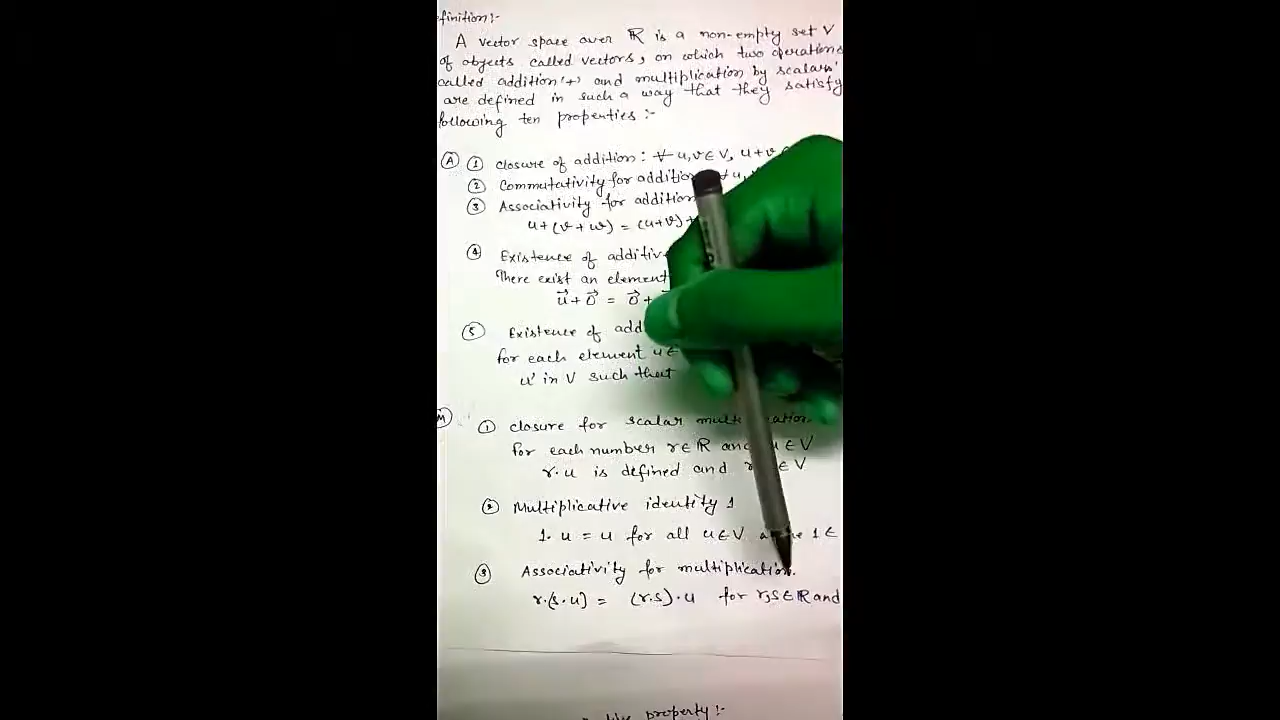 efinition:-
A vector space over ℝ is a non-empty set V
of objects called vectors, on which two operations
called addition '+' and multiplication by scalars'
are defined in such a way that they satisfy
following ten properties :-
Ⓐ ① closure of addition: ∀ u,v∈V, u+v
② Commutativity for addition ∀ u,
③ Associativity for addition
u+(v+w) = (u+v)+
④ Existence of additiv
There exist an element
u⃗+0⃗ = 0⃗+
⑤ Existence of add
for each element u∈
u' in V such that
M ① closure for scalar mult ation
for each number r∈ℝ and u∈V
r.u is defined and r ∈V
② Multiplicative identity 1
1.u = u for all u∈V 1∈
③ Associativity for multiplication.
r.(s.u) = (r.s).u for r,s∈ℝ and
property:-